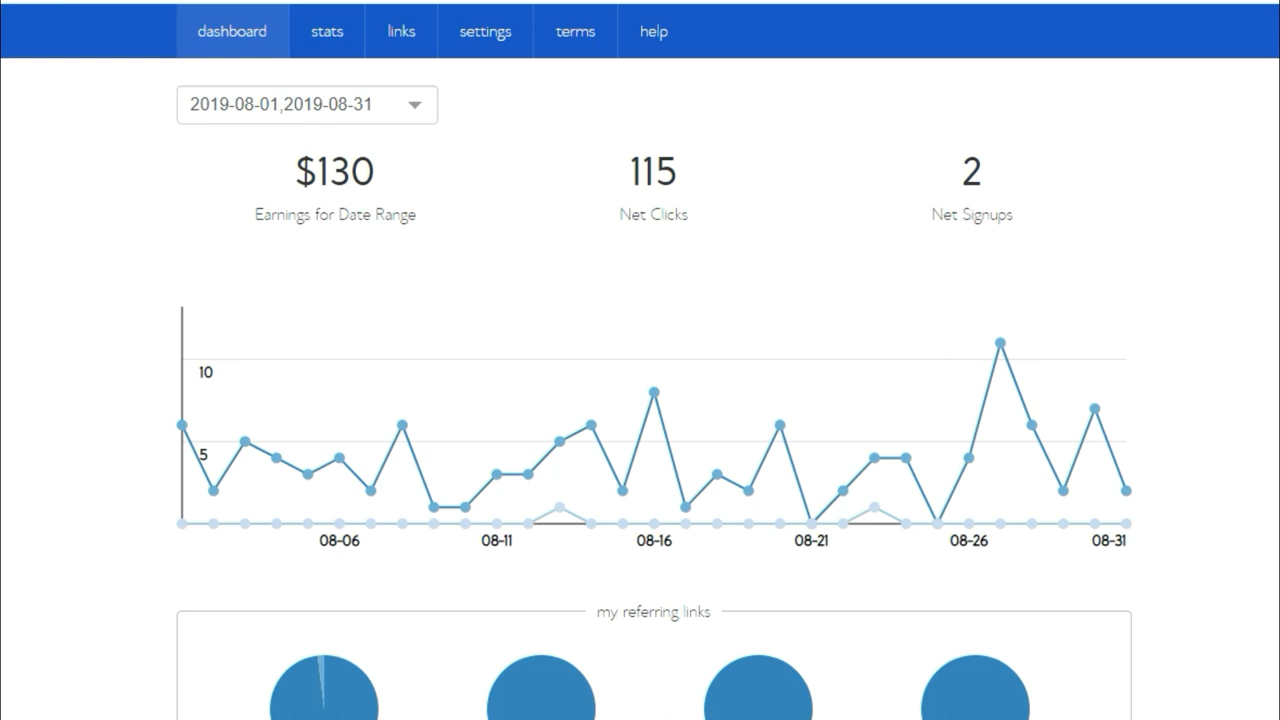 dashboard stats links settings terms help
2019-08-01,2019-08-31
$130 115 2
Earnings for Date Range Net Clicks Net Signups
10
5
08-06 08-11 08-16 08-21 08-26 08-31
my referring links